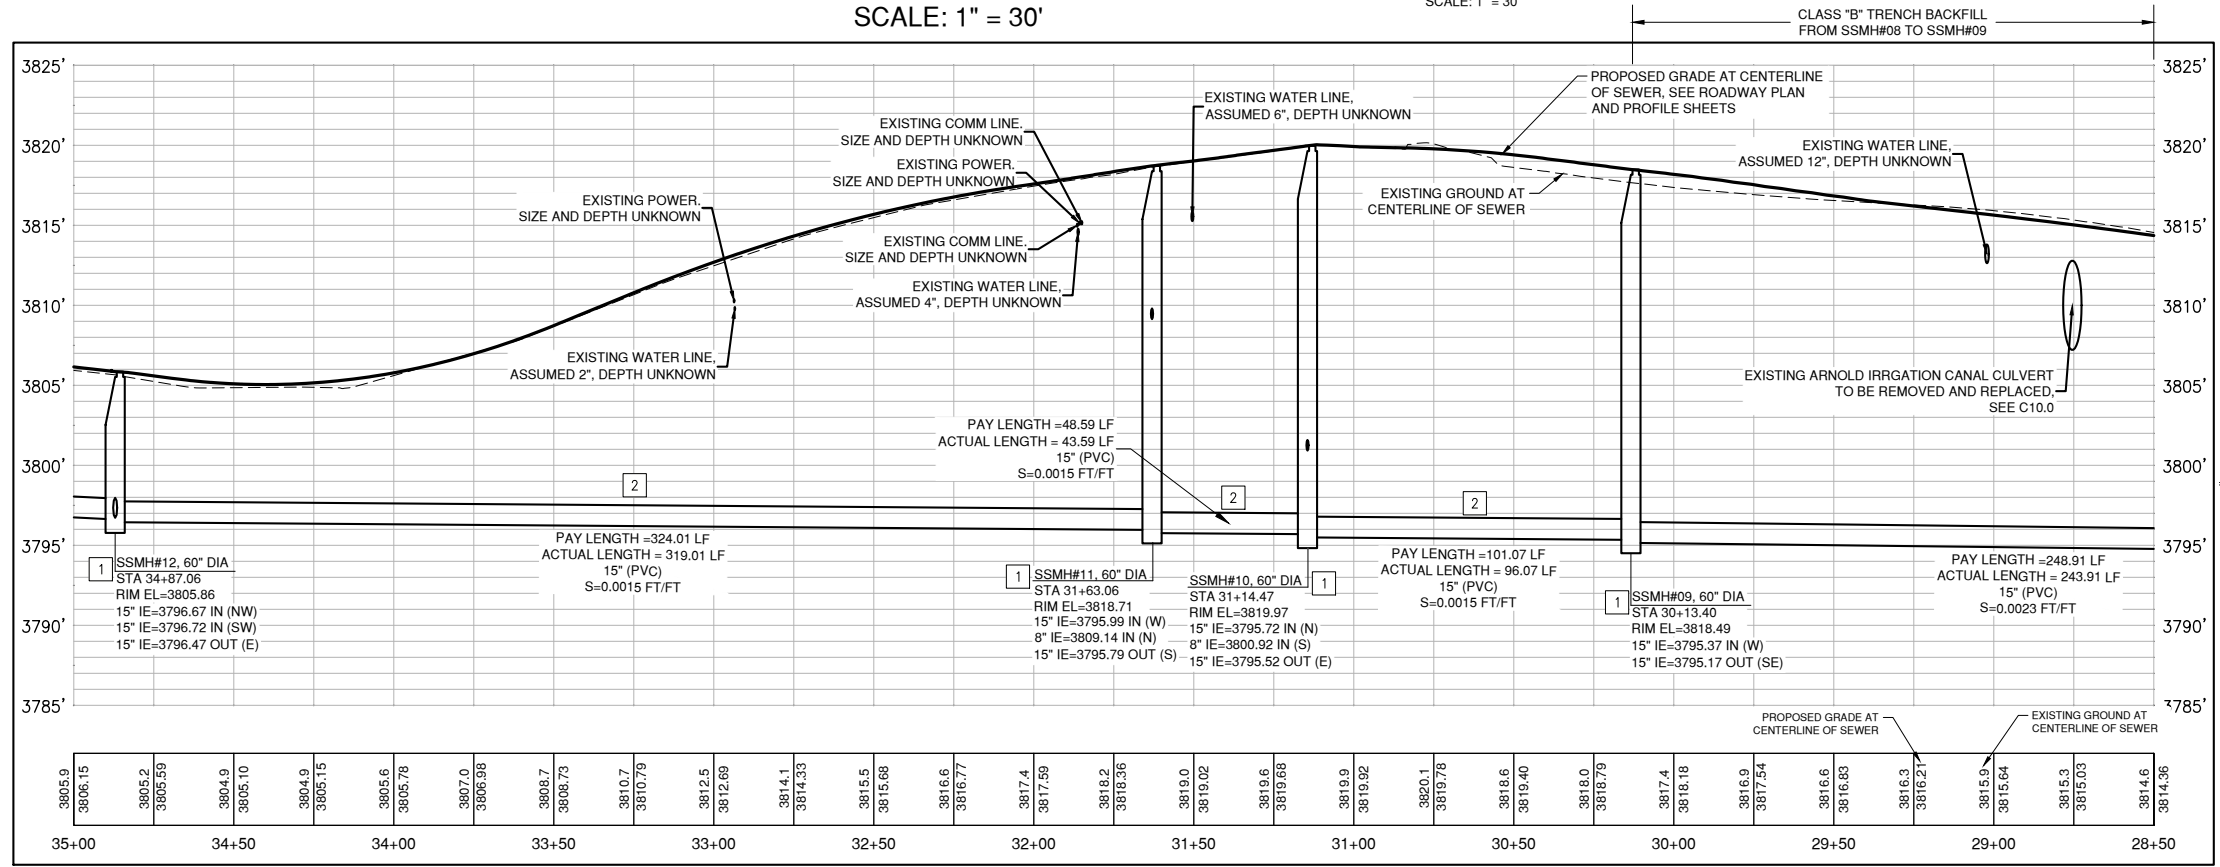 SCALE: 1" = 30'
SCALE: 1" = 30'
CLASS "B" TRENCH BACKFILL
FROM SSMH#08 TO SSMH#09
3825'
3820'
3815'
3810'
3805'
3800'
3795'
3790'
3785'
3825'
3820'
3815'
3810'
3805'
3800'
3795'
3790'
3785'
EXISTING POWER.
SIZE AND DEPTH UNKNOWN
EXISTING WATER LINE,
ASSUMED 2", DEPTH UNKNOWN
EXISTING COMM LINE.
SIZE AND DEPTH UNKNOWN
EXISTING POWER.
SIZE AND DEPTH UNKNOWN
EXISTING COMM LINE.
SIZE AND DEPTH UNKNOWN
EXISTING WATER LINE,
ASSUMED 4", DEPTH UNKNOWN
EXISTING WATER LINE,
ASSUMED 6", DEPTH UNKNOWN
PROPOSED GRADE AT CENTERLINE
OF SEWER, SEE ROADWAY PLAN
AND PROFILE SHEETS
EXISTING GROUND AT
CENTERLINE OF SEWER
EXISTING WATER LINE,
ASSUMED 12", DEPTH UNKNOWN
EXISTING ARNOLD IRRGATION CANAL CULVERT
TO BE REMOVED AND REPLACED,
SEE C10.0
PAY LENGTH =48.59 LF
ACTUAL LENGTH = 43.59 LF
15" (PVC)
S=0.0015 FT/FT
2
2
2
1
SSMH#12, 60" DIA
STA 34+87.06
RIM EL=3805.86
15" IE=3796.67 IN (NW)
15" IE=3796.72 IN (SW)
15" IE=3796.47 OUT (E)
PAY LENGTH =324.01 LF
ACTUAL LENGTH = 319.01 LF
15" (PVC)
S=0.0015 FT/FT
1
SSMH#11, 60" DIA
STA 31+63.06
RIM EL=3818.71
15" IE=3795.99 IN (W)
8" IE=3809.14 IN (N)
15" IE=3795.79 OUT (S)
SSMH#10, 60" DIA
1
STA 31+14.47
RIM EL=3819.97
15" IE=3795.72 IN (N)
8" IE=3800.92 IN (S)
15" IE=3795.52 OUT (E)
PAY LENGTH =101.07 LF
ACTUAL LENGTH = 96.07 LF
15" (PVC)
S=0.0015 FT/FT
1
SSMH#09, 60" DIA
STA 30+13.40
RIM EL=3818.49
15" IE=3795.37 IN (W)
15" IE=3795.17 OUT (SE)
PAY LENGTH =248.91 LF
ACTUAL LENGTH = 243.91 LF
15" (PVC)
S=0.0023 FT/FT
PROPOSED GRADE AT
CENTERLINE OF SEWER
EXISTING GROUND AT
CENTERLINE OF SEWER
3805.9
3806.15
3805.2
3805.59
3804.9
3805.10
3804.9
3805.15
3805.6
3805.78
3807.0
3806.98
3808.7
3808.73
3810.7
3810.79
3812.5
3812.69
3814.1
3814.33
3815.5
3815.68
3816.6
3816.77
3817.4
3817.59
3818.2
3818.36
3819.0
3819.02
3819.6
3819.68
3819.9
3819.92
3820.1
3819.78
3818.6
3819.40
3818.0
3818.79
3817.4
3818.18
3816.9
3817.54
3816.6
3816.83
3816.3
3816.21
3815.9
3815.64
3815.3
3815.03
3814.6
3814.36
35+00
34+50
34+00
33+50
33+00
32+50
32+00
31+50
31+00
30+50
30+00
29+50
29+00
28+50